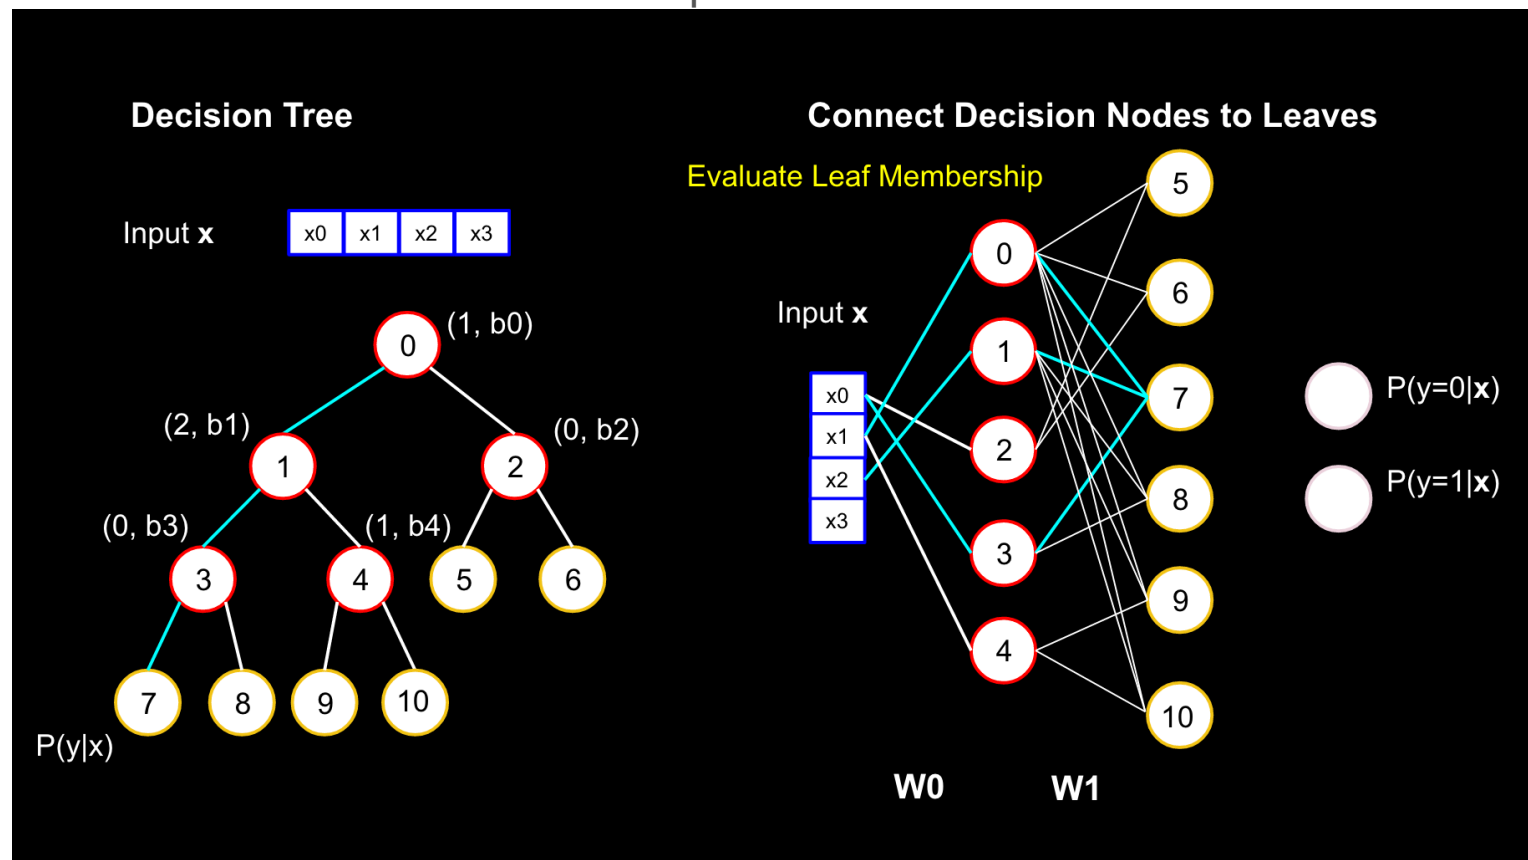 Decision Tree
Input x
x0 x1 x2 x3
0
(1, b0)
(2, b1)
1
(0, b2)
2
(0, b3)
3
(1, b4)
4
5
6
7
8
9
10
P(y|x)
Connect Decision Nodes to Leaves
Evaluate Leaf Membership
Input x
x0
x1
x2
x3
0
1
2
3
4
5
6
7
8
9
10
P(y=0|x)
P(y=1|x)
W0
W1